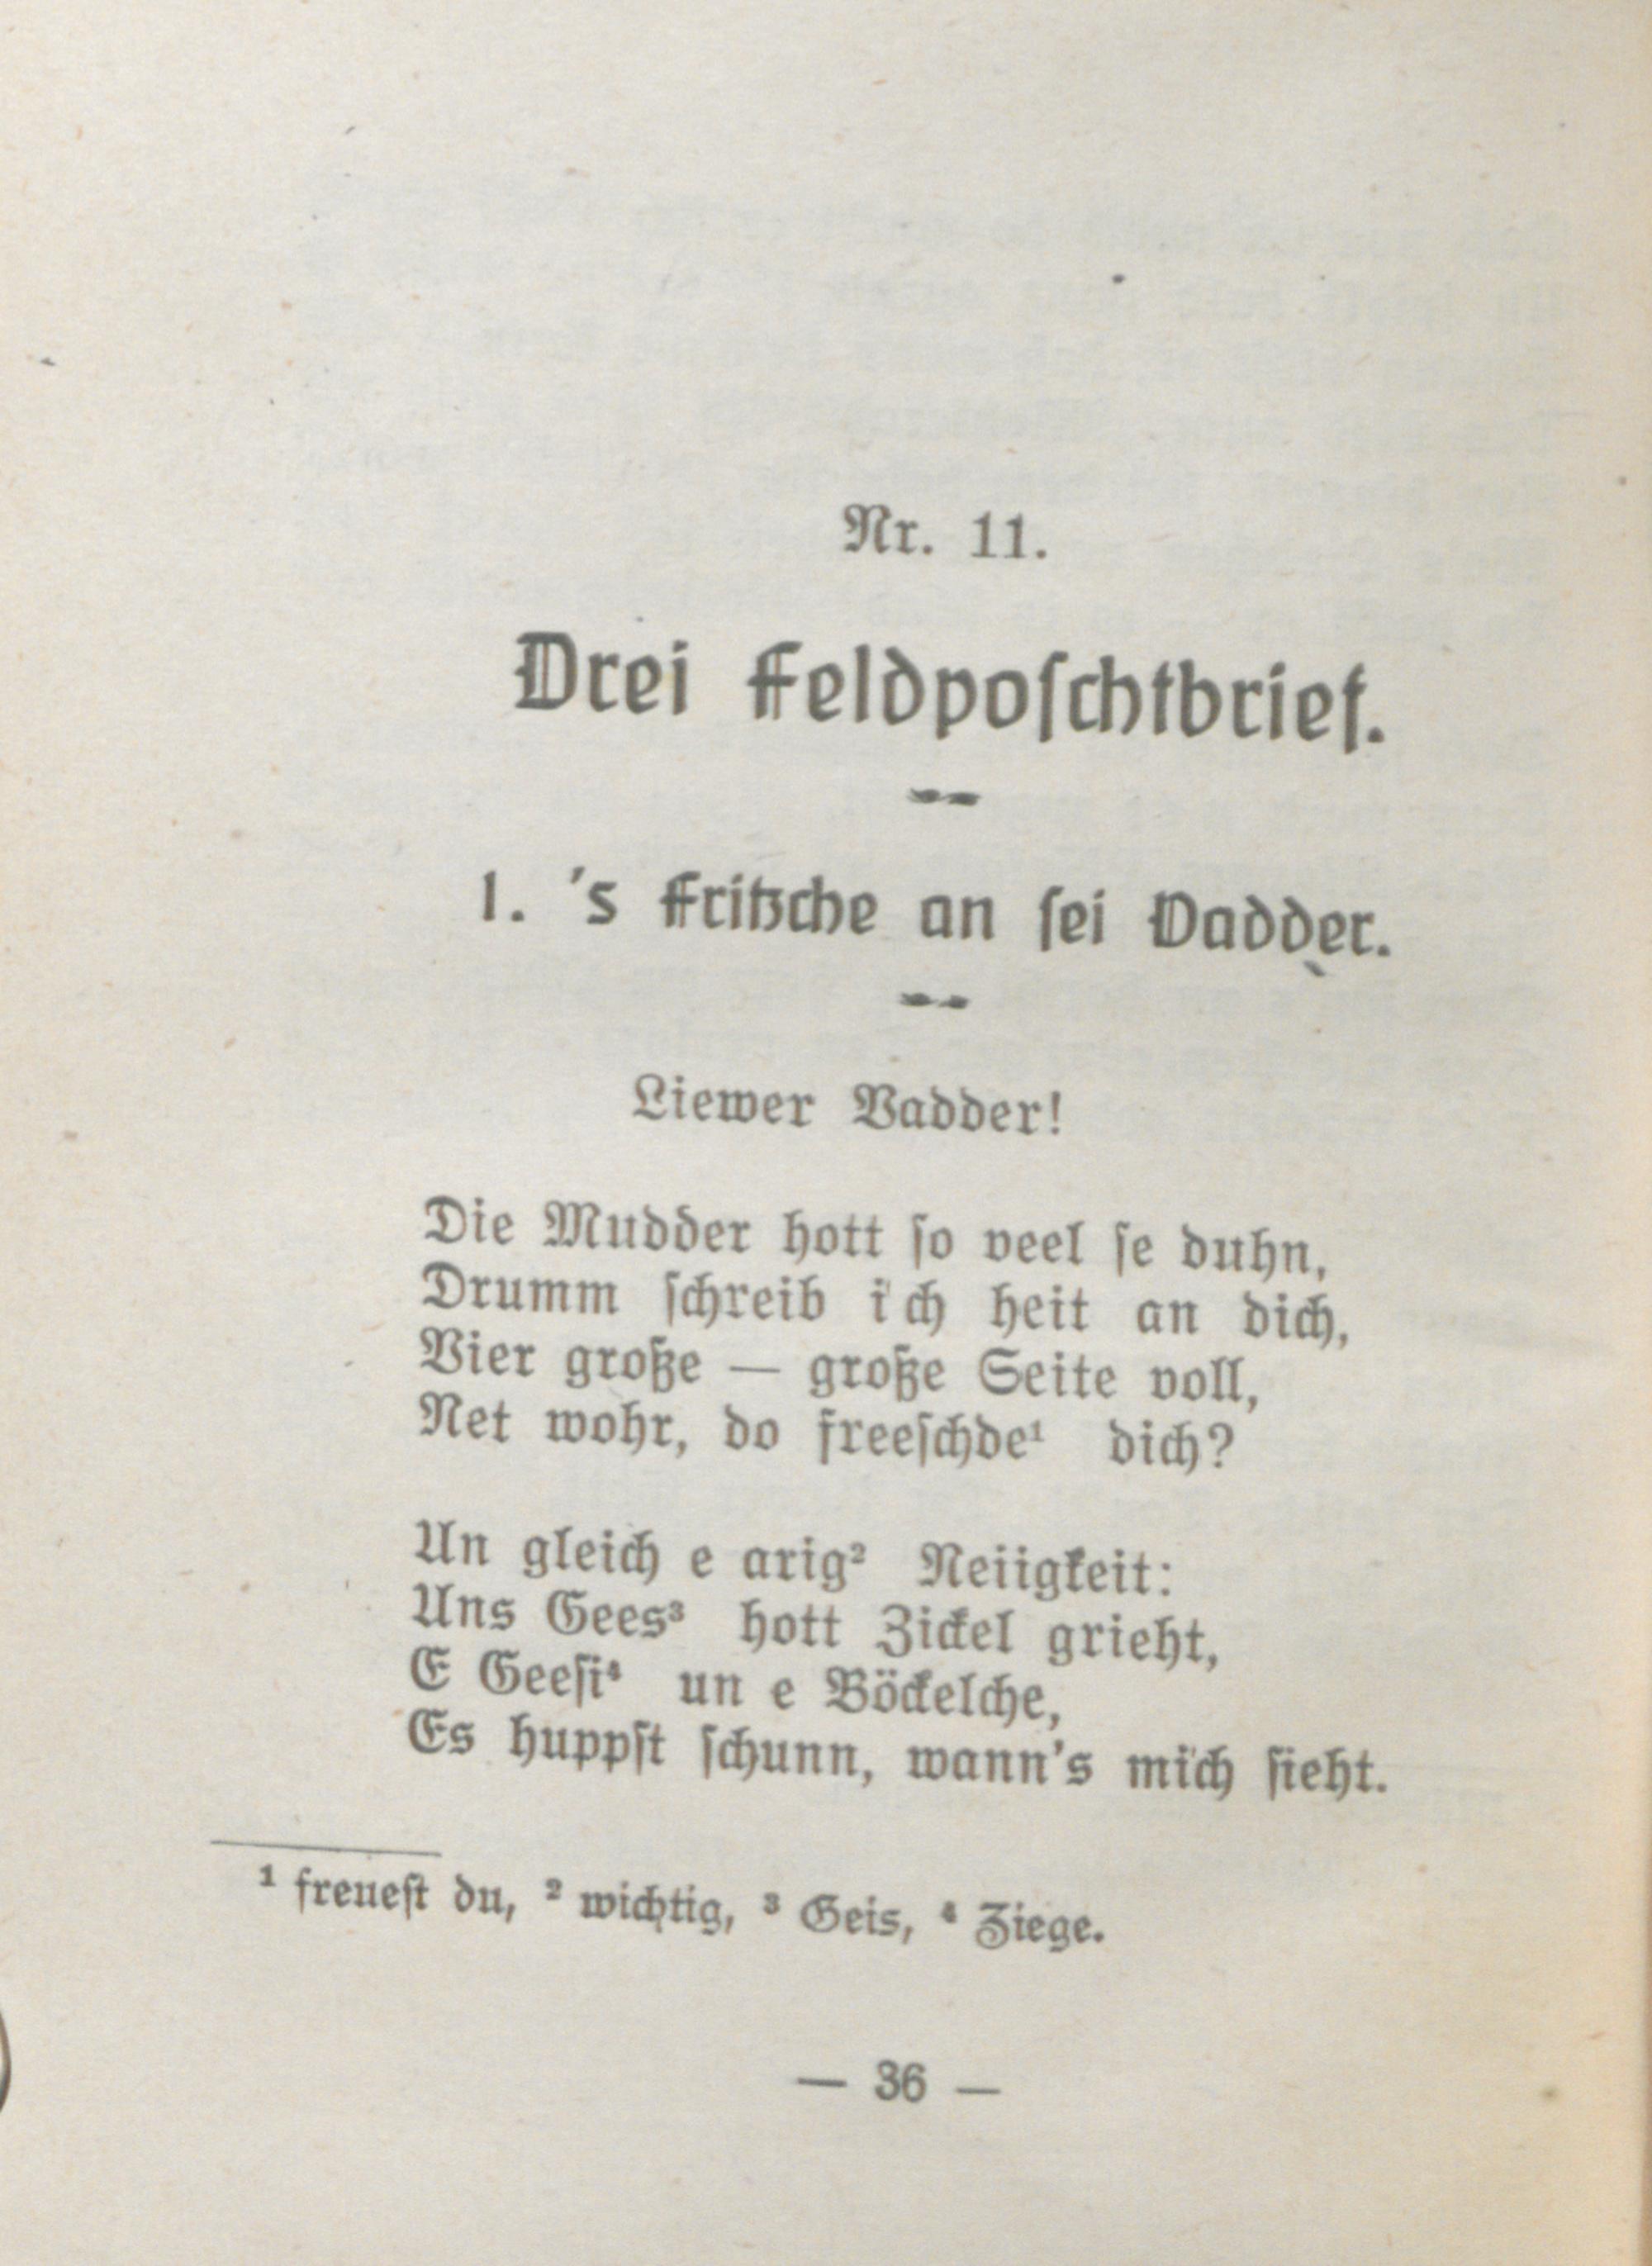 Nr. 11.
Drei Feldposchtbrief.
1. 's Fritzche an sei Vadder.
Liewer Vadder!
Die Mudder hott so veel se duhn,
Drumm schreib ich heit an dich,
Vier große — große Seite voll,
Net wohr, do freeschde¹ dich?
Un gleich e arig² Neiigkeit:
Uns Gees³ hott Zickel grieht,
E Geesi⁴ un e Böckelche,
Es huppst schunn, wann's mich sieht.
¹ freuest du, ² wichtig, ³ Geis, ⁴ Ziege.
— 36 —